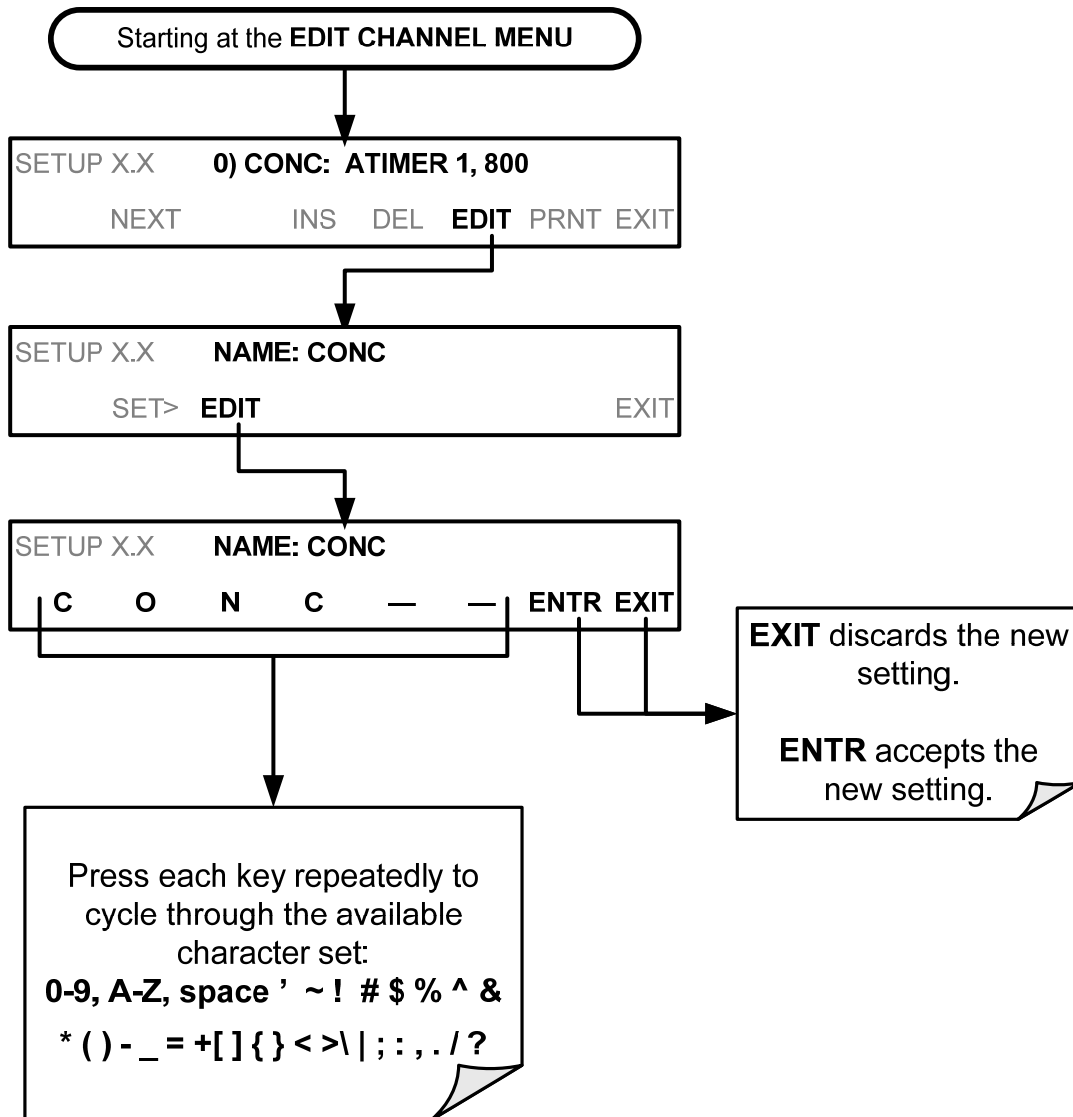 Starting at the EDIT CHANNEL MENU
SETUP X.X 0) CONC: ATIMER 1, 800
NEXT INS DEL EDIT PRNT EXIT
SETUP X.X NAME: CONC
SET> EDIT EXIT
SETUP X.X NAME: CONC
C O N C — — ENTR EXIT
EXIT discards the new
setting.
ENTR accepts the
new setting.
Press each key repeatedly to
cycle through the available
character set:
0-9, A-Z, space ’ ~ ! # $ % ^ &
* ( ) - _ = +[ ] { } < >\ | ; : , . / ?